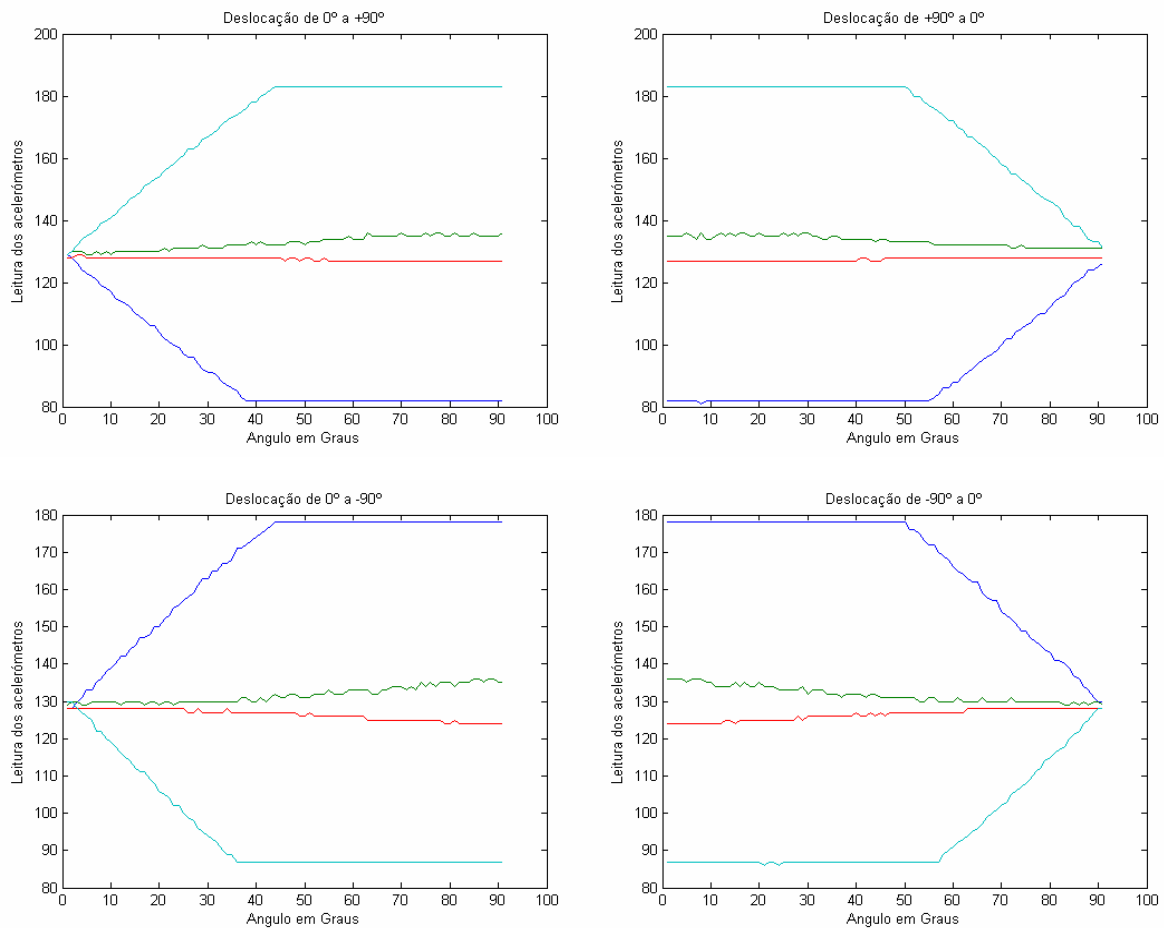 Deslocação de 0º a +90º
200
180
160
140
120
100
80
Leitura dos acelerómetros
0 10 20 30 40 50 60 70 80 90 100
Angulo em Graus
Deslocação de +90º a 0º
200
180
160
140
120
100
80
Leitura dos acelerómetros
0 10 20 30 40 50 60 70 80 90 100
Angulo em Graus
Deslocação de 0º a -90º
180
170
160
150
140
130
120
110
100
90
80
Leitura dos acelerómetros
0 10 20 30 40 50 60 70 80 90 100
Angulo em Graus
Deslocação de -90º a 0º
180
170
160
150
140
130
120
110
100
90
80
Leitura dos acelerómetros
0 10 20 30 40 50 60 70 80 90 100
Angulo em Graus